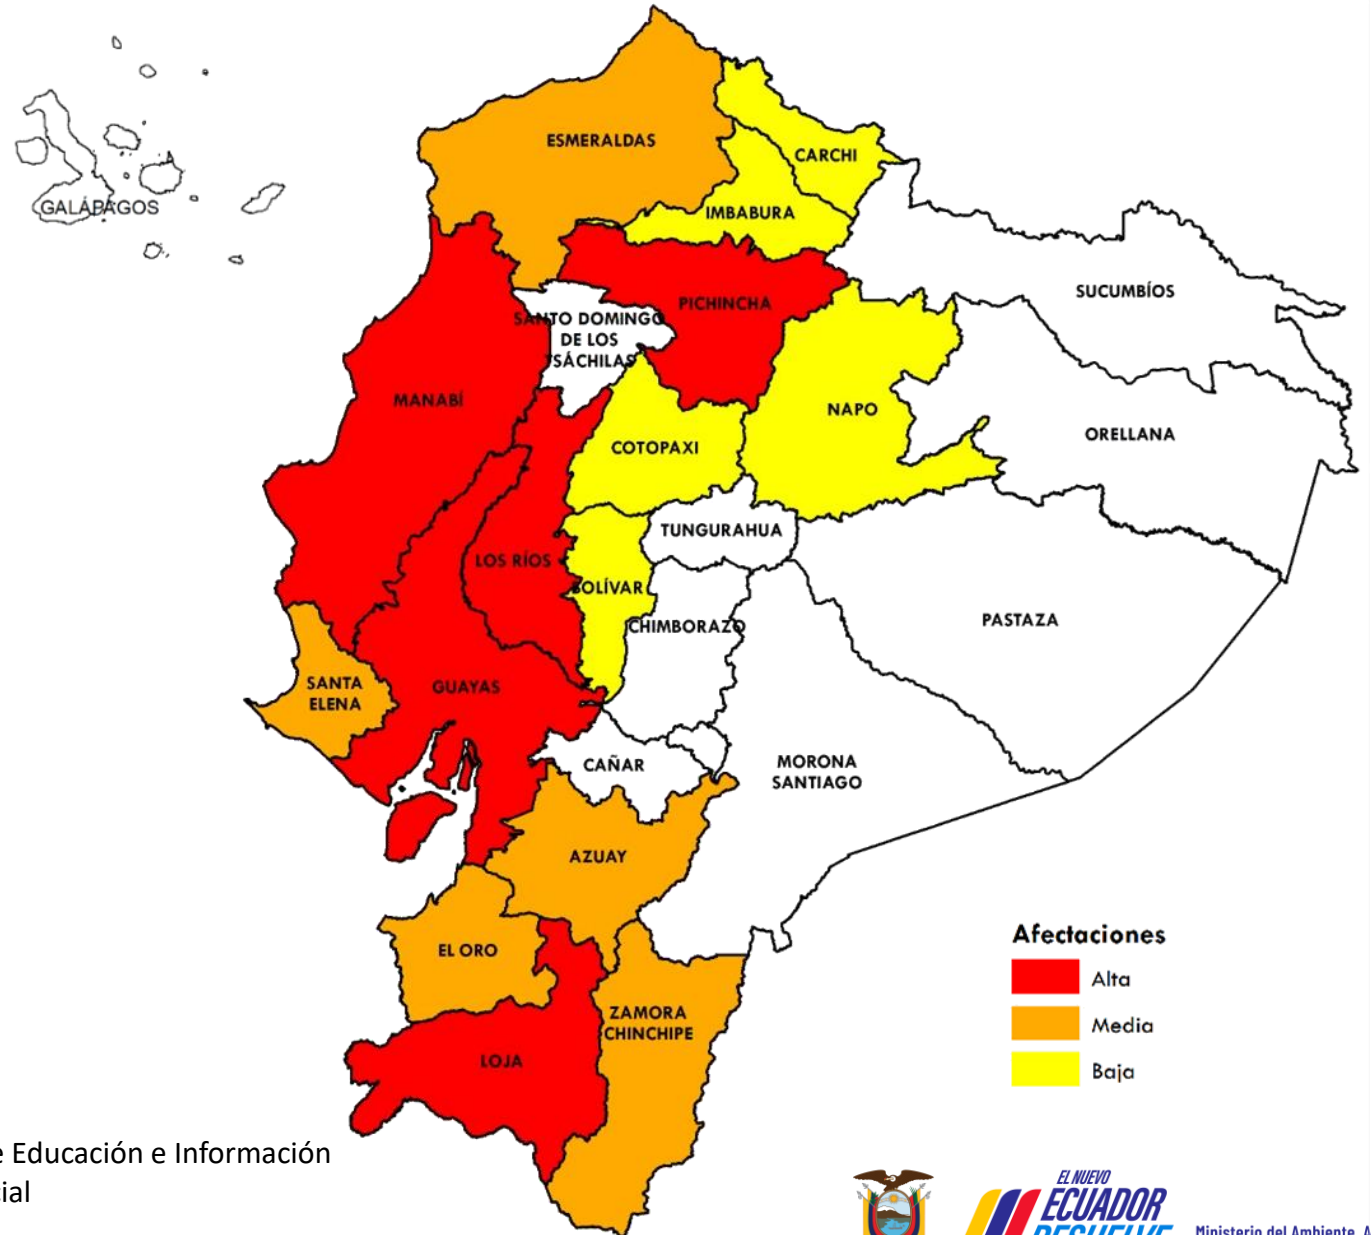 ESMERALDAS
CARCHI
IMBABURA
GALÁPAGOS
SUCUMBÍOS
PICHINCHA
SANTO DOMINGO
DE LOS
TSÁCHILAS
MANABÍ
NAPO
ORELLANA
COTOPAXI
TUNGURAHUA
LOS RÍOS
BOLÍVAR
CHIMBORAZO
PASTAZA
SANTA
ELENA
GUAYAS
CAÑAR
MORONA
SANTIAGO
AZUAY
EL ORO
ZAMORA
CHINCHIPE
LOJA
Afectaciones
Alta
Media
Baja
e Educación e Información
cial
EL NUEVO
ECUADOR
RESUELVE
Ministerio del Ambiente, A